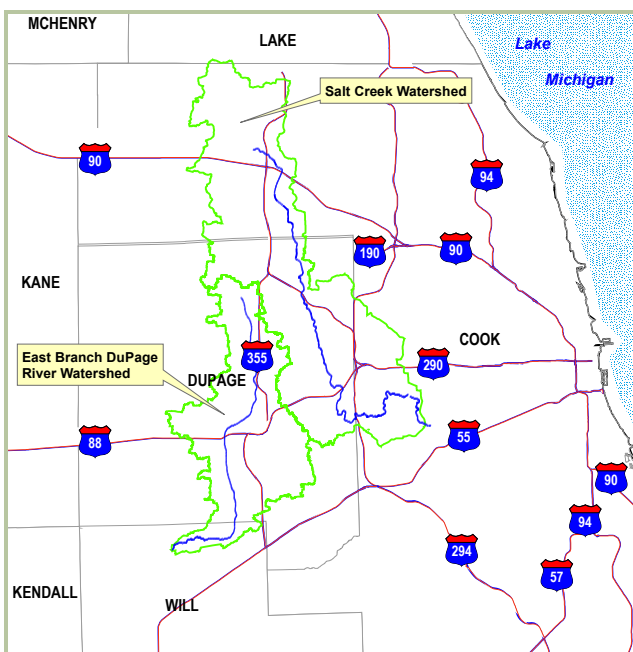 MCHENRY
LAKE
Lake
Michigan
Salt Creek Watershed
90
94
190
90
KANE
COOK
East Branch DuPage
River Watershed
355
290
DUPAGE
88
55
90
94
294
57
KENDALL
WILL